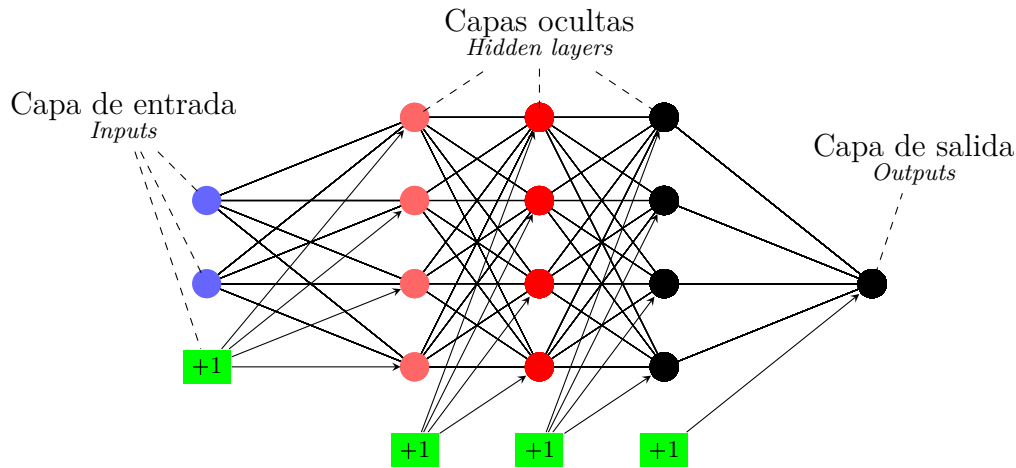 Capas ocultas
Hidden layers
Capa de entrada
Inputs
Capa de salida
Outputs
+1
+1
+1
+1